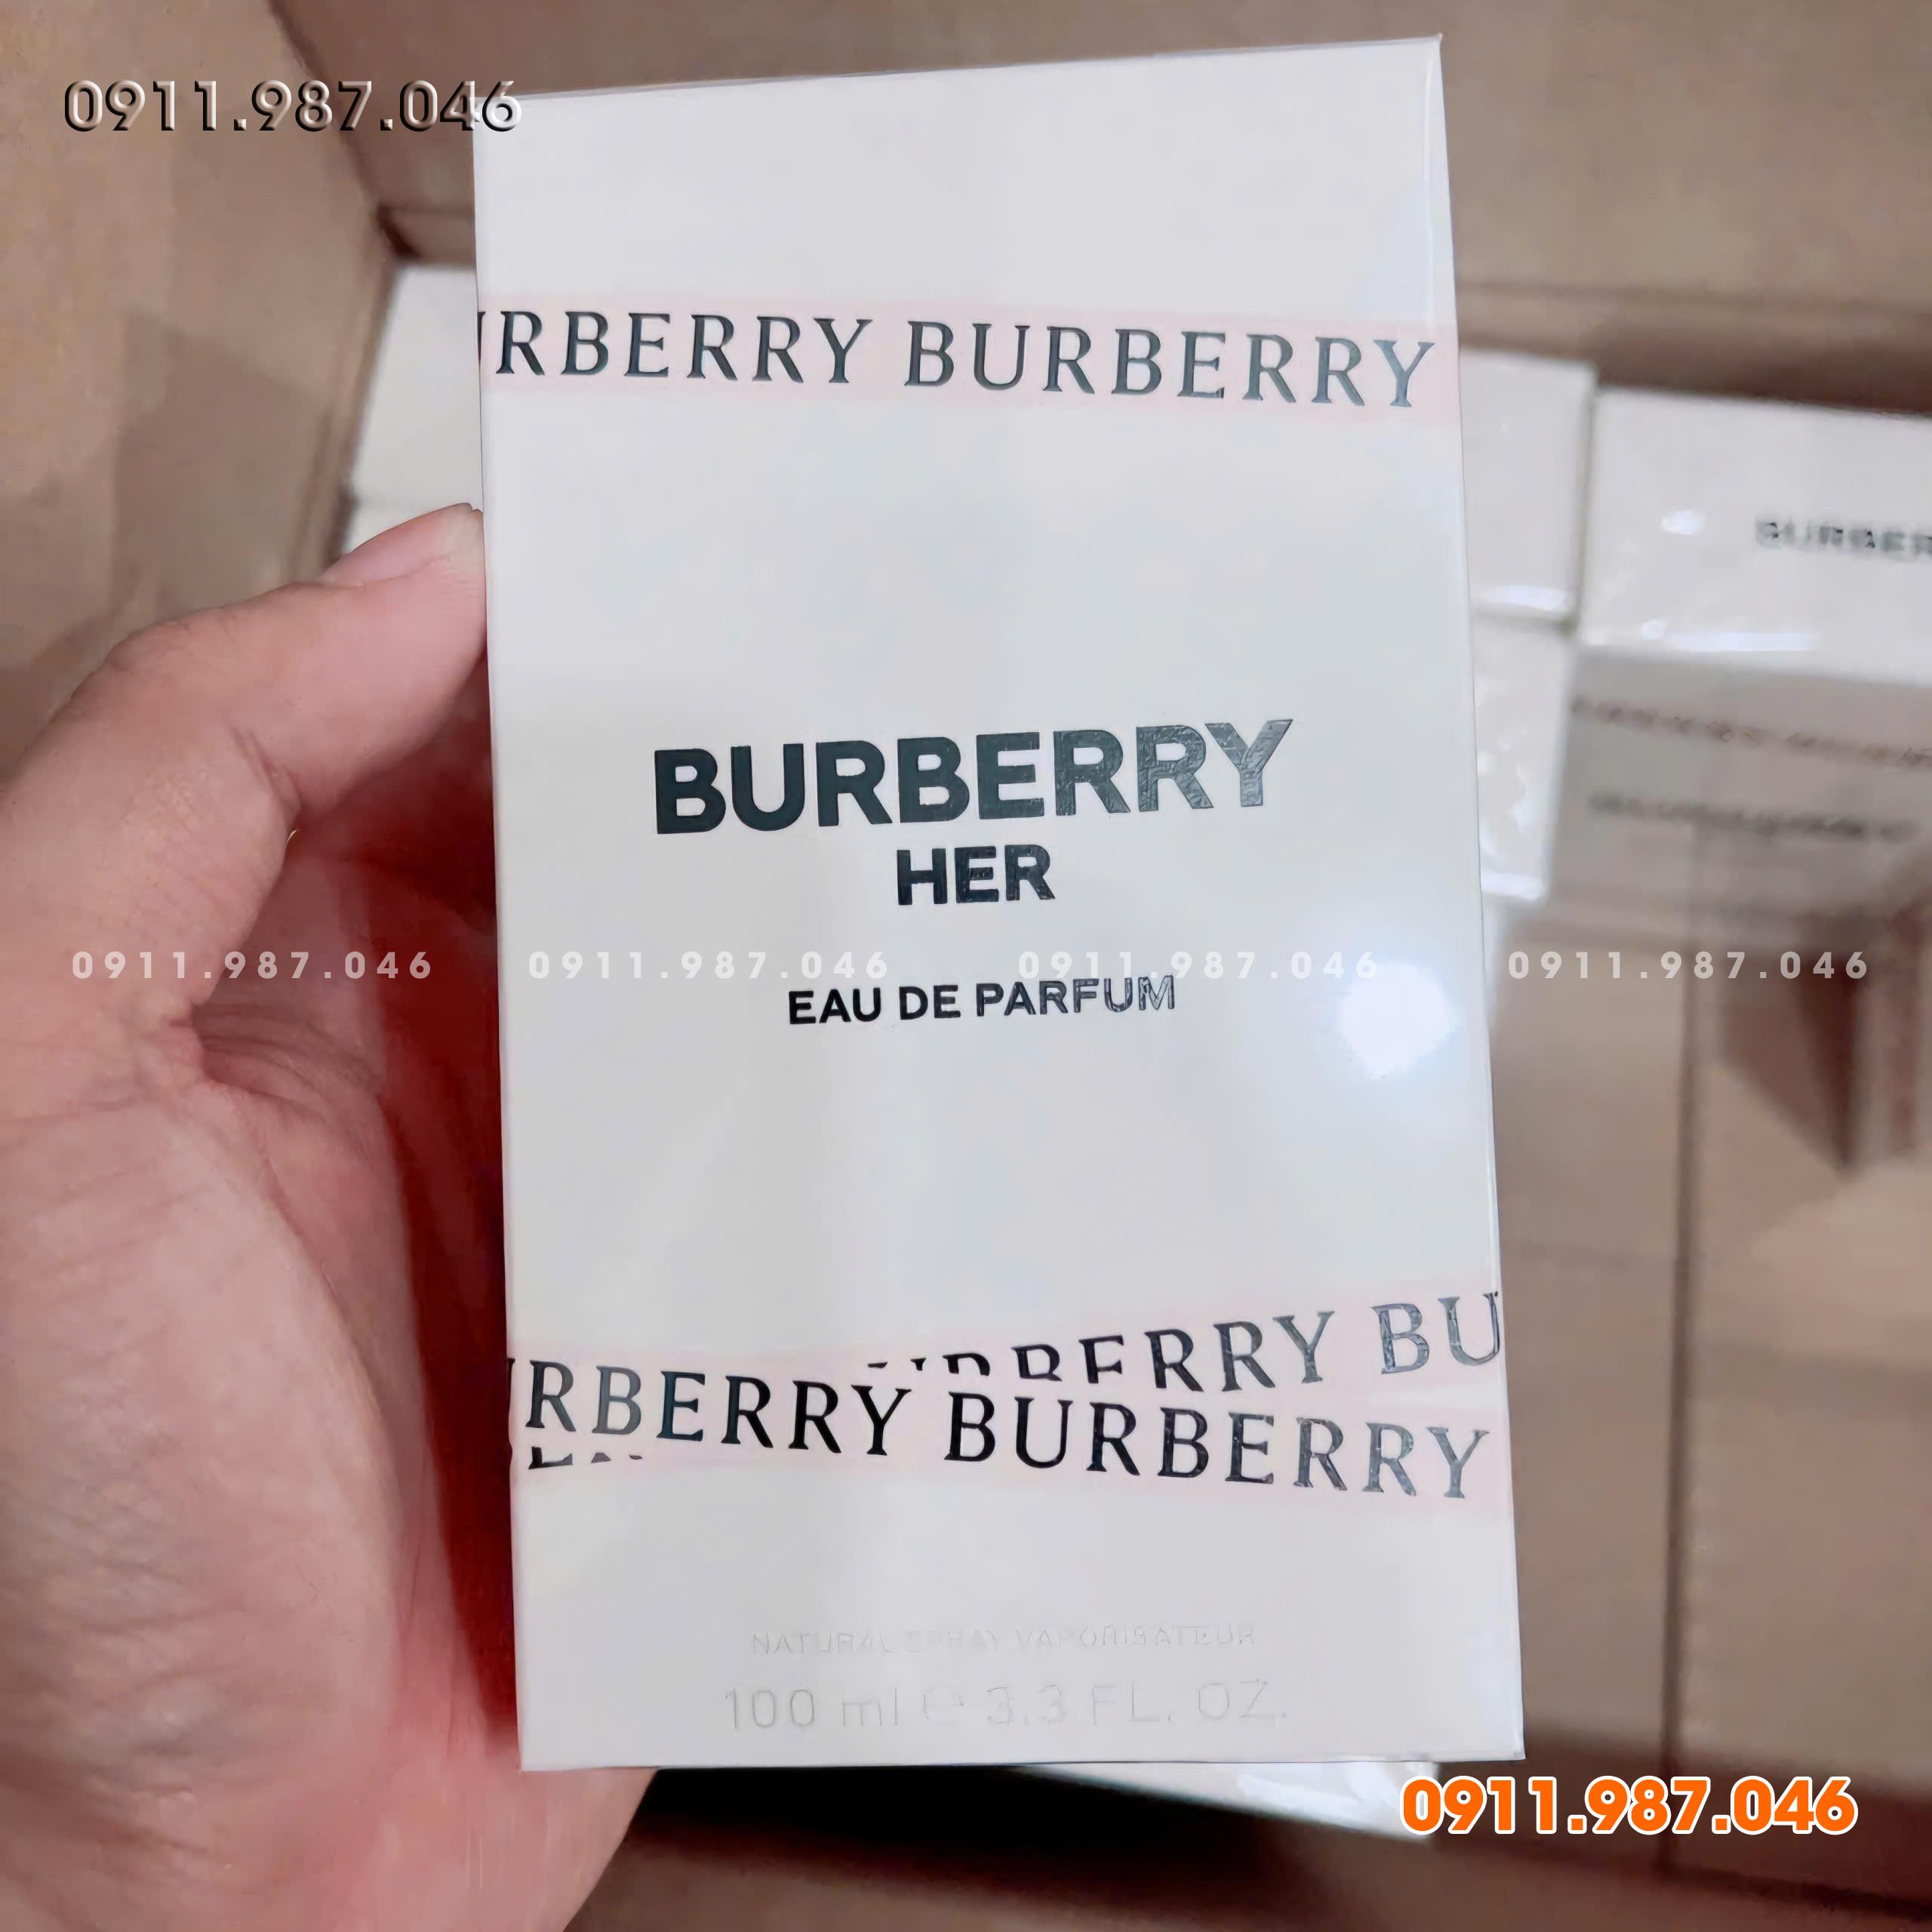 0911.987.046
RBERRY BURBERRY
BURBER
BURBERRY
HER
0911.987.046 0911.987.046 0911.987.046 0911.987.046
EAU DE PARFUM
RBERRY BU
RBERRY BURBERRY
NATURAL SPRAY VAPORISATEUR
100 ml e 3.3 FL. OZ.
0911.987.046